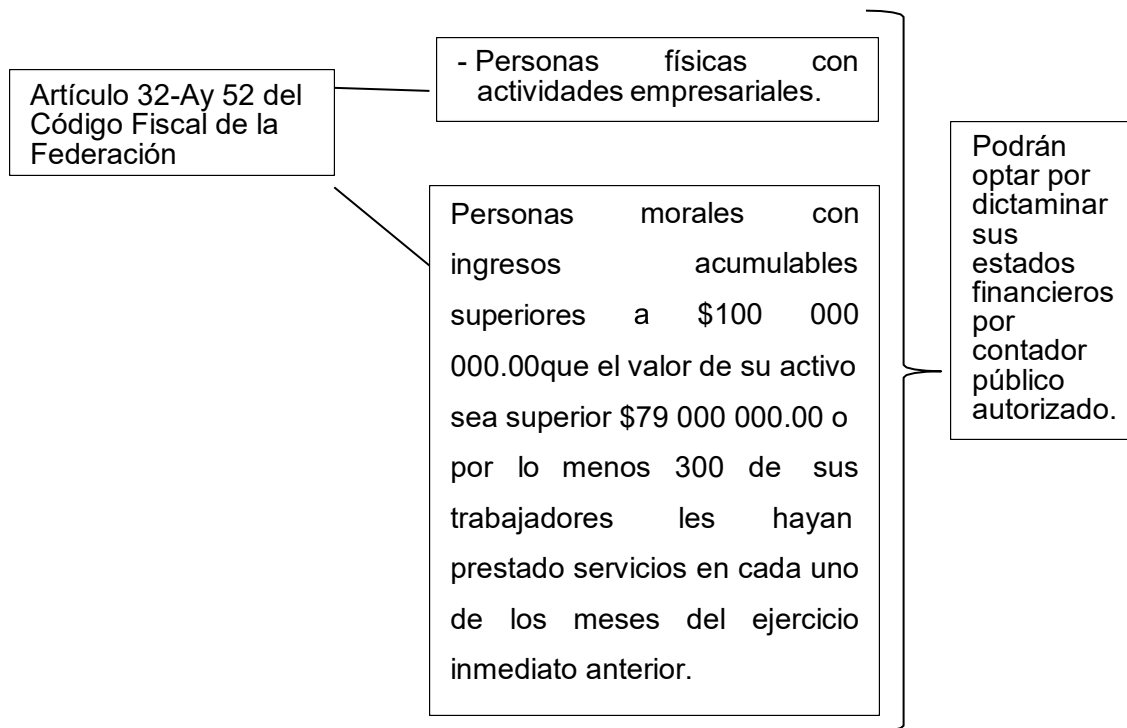 Artículo 32-Ay 52 del
Código Fiscal de la
Federación
- Personas físicas con
actividades empresariales.
Personas morales con
ingresos acumulables
superiores a $100 000
000.00que el valor de su activo
sea superior $79 000 000.00 o
por lo menos 300 de sus
trabajadores les hayan
prestado servicios en cada uno
de los meses del ejercicio
inmediato anterior.
Podrán
optar por
dictaminar
sus
estados
financieros
por
contador
público
autorizado.